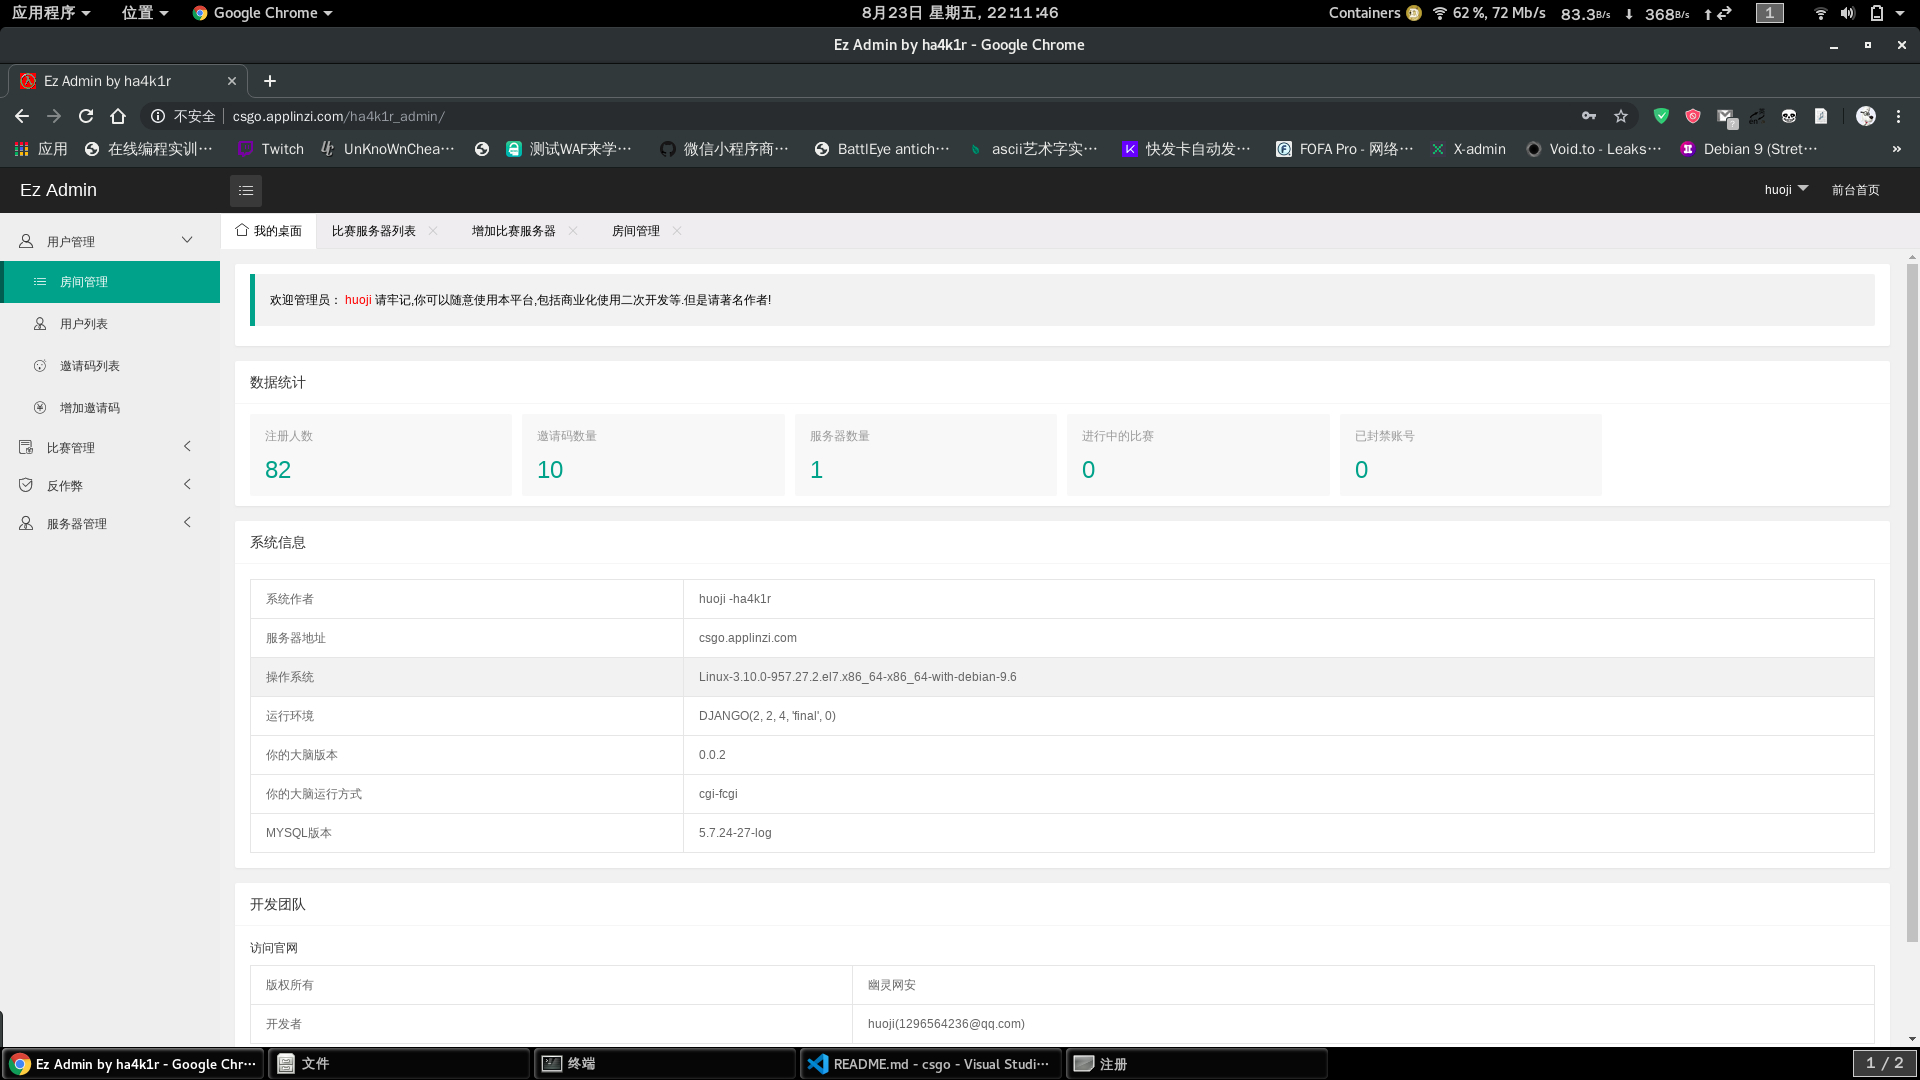 应用程序 位置 Google Chrome 8月23日 星期五, 22:11:46 Containers 62 %, 72 Mb/s 83.3B/s 368B/s 1
Ez Admin by ha4k1r - Google Chrome
Ez Admin by ha4k1r
不安全 csgo.applinzi.com/ha4k1r_admin/
应用 在线编程实训… Twitch UnKnoWnChea… 测试WAF来学… 微信小程序商… BattlEye antich… ascii艺术字实… 快发卡自动发… FOFA Pro - 网络… X-admin Void.to - Leaks… Debian 9 (Stret… »
Ez Admin huoji 前台首页
我的桌面 比赛服务器列表 增加比赛服务器 房间管理
用户管理
房间管理
用户列表
邀请码列表
增加邀请码
比赛管理
反作弊
服务器管理
欢迎管理员： huoji 请牢记,你可以随意使用本平台,包括商业化使用二次开发等.但是请著名作者!
数据统计
注册人数 邀请码数量 服务器数量 进行中的比赛 已封禁账号
82 10 1 0 0
系统信息
系统作者 huoji -ha4k1r
服务器地址 csgo.applinzi.com
操作系统 Linux-3.10.0-957.27.2.el7.x86_64-x86_64-with-debian-9.6
运行环境 DJANGO(2, 2, 4, 'final', 0)
你的大脑版本 0.0.2
你的大脑运行方式 cgi-fcgi
MYSQL版本 5.7.24-27-log
开发团队
访问官网
版权所有 幽灵网安
开发者 huoji(1296564236@qq.com)
Ez Admin by ha4k1r - Google Chr… 文件 终端 README.md - csgo - Visual Studi… 注册 1 / 2